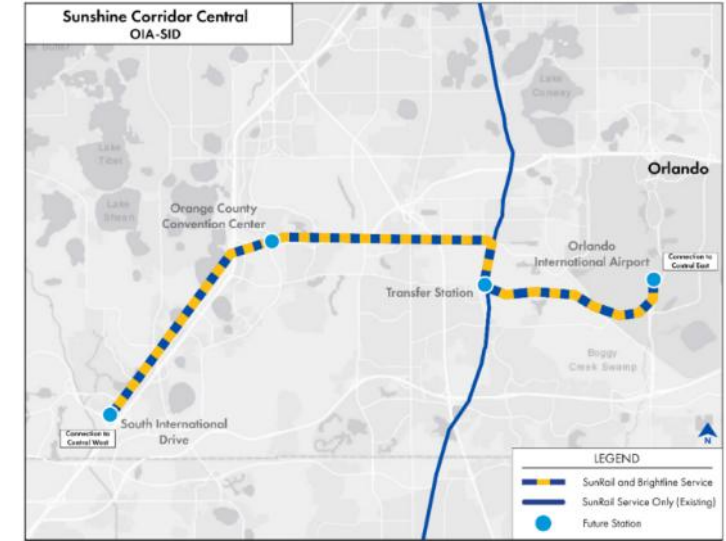 Sunshine Corridor Central
OIA-SID
Lake
Conway
Lake
Tibet
Orlando
Lake
Sheen
Orange County
Convention Center
Orlando
International Airport
Connection to
Central East
Transfer Station
Boggy
Creek Swamp
South International
Drive
Connection to
Central West
N
LEGEND
SunRail and Brightline Service
SunRail Service Only (Existing)
Future Station